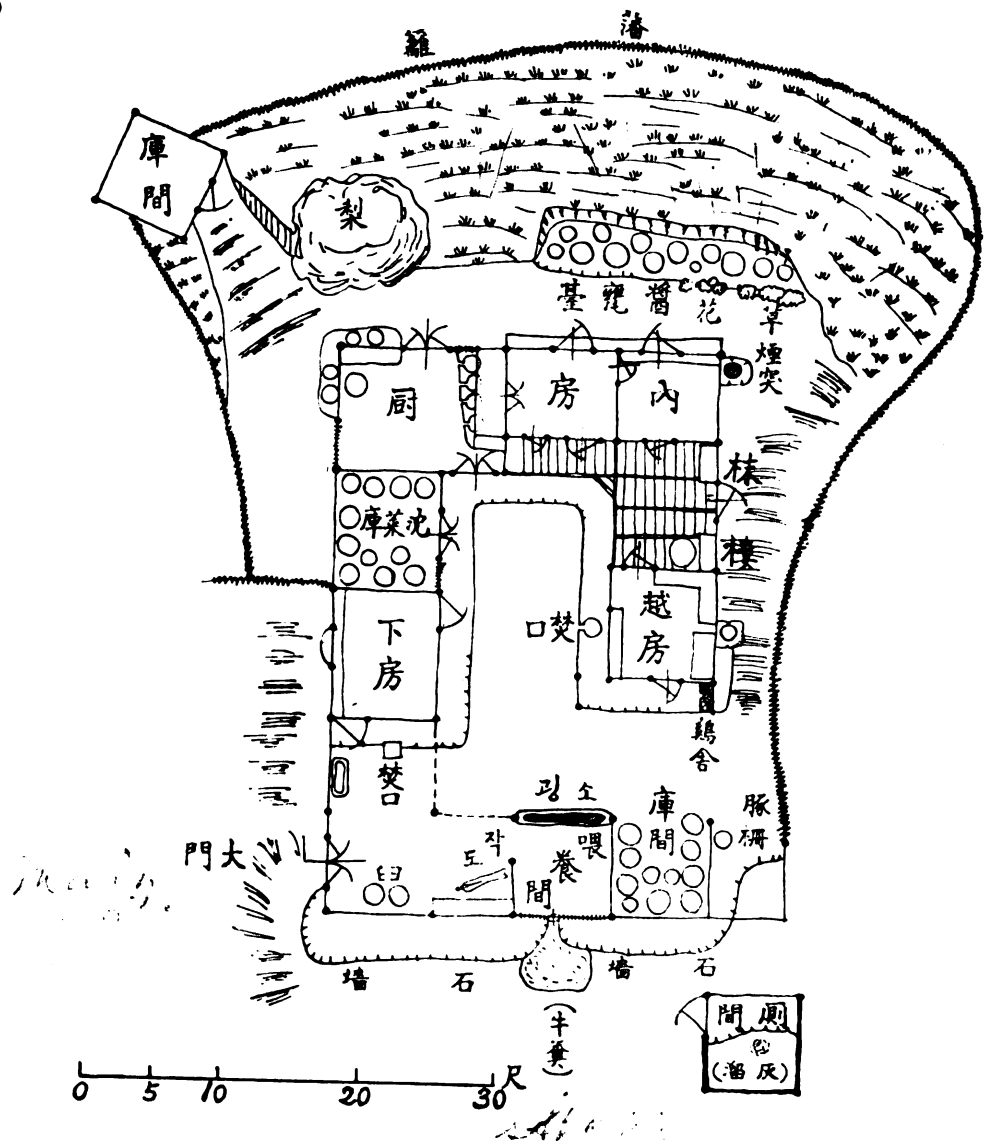 藩
籬
庫
間
梨
臺 甕 醬
花
草
煙突
厨
房
內
抹
樓
沈菜庫
越
房
焚
口
下
房
鷄
舍
焚
口
소
광
庫
間
豚
柵
작
도
喂
養
間
大門
臼
石
墻
石
墻
(牛糞)
側
間
(灰溜)
0 5 10 20 30 尺